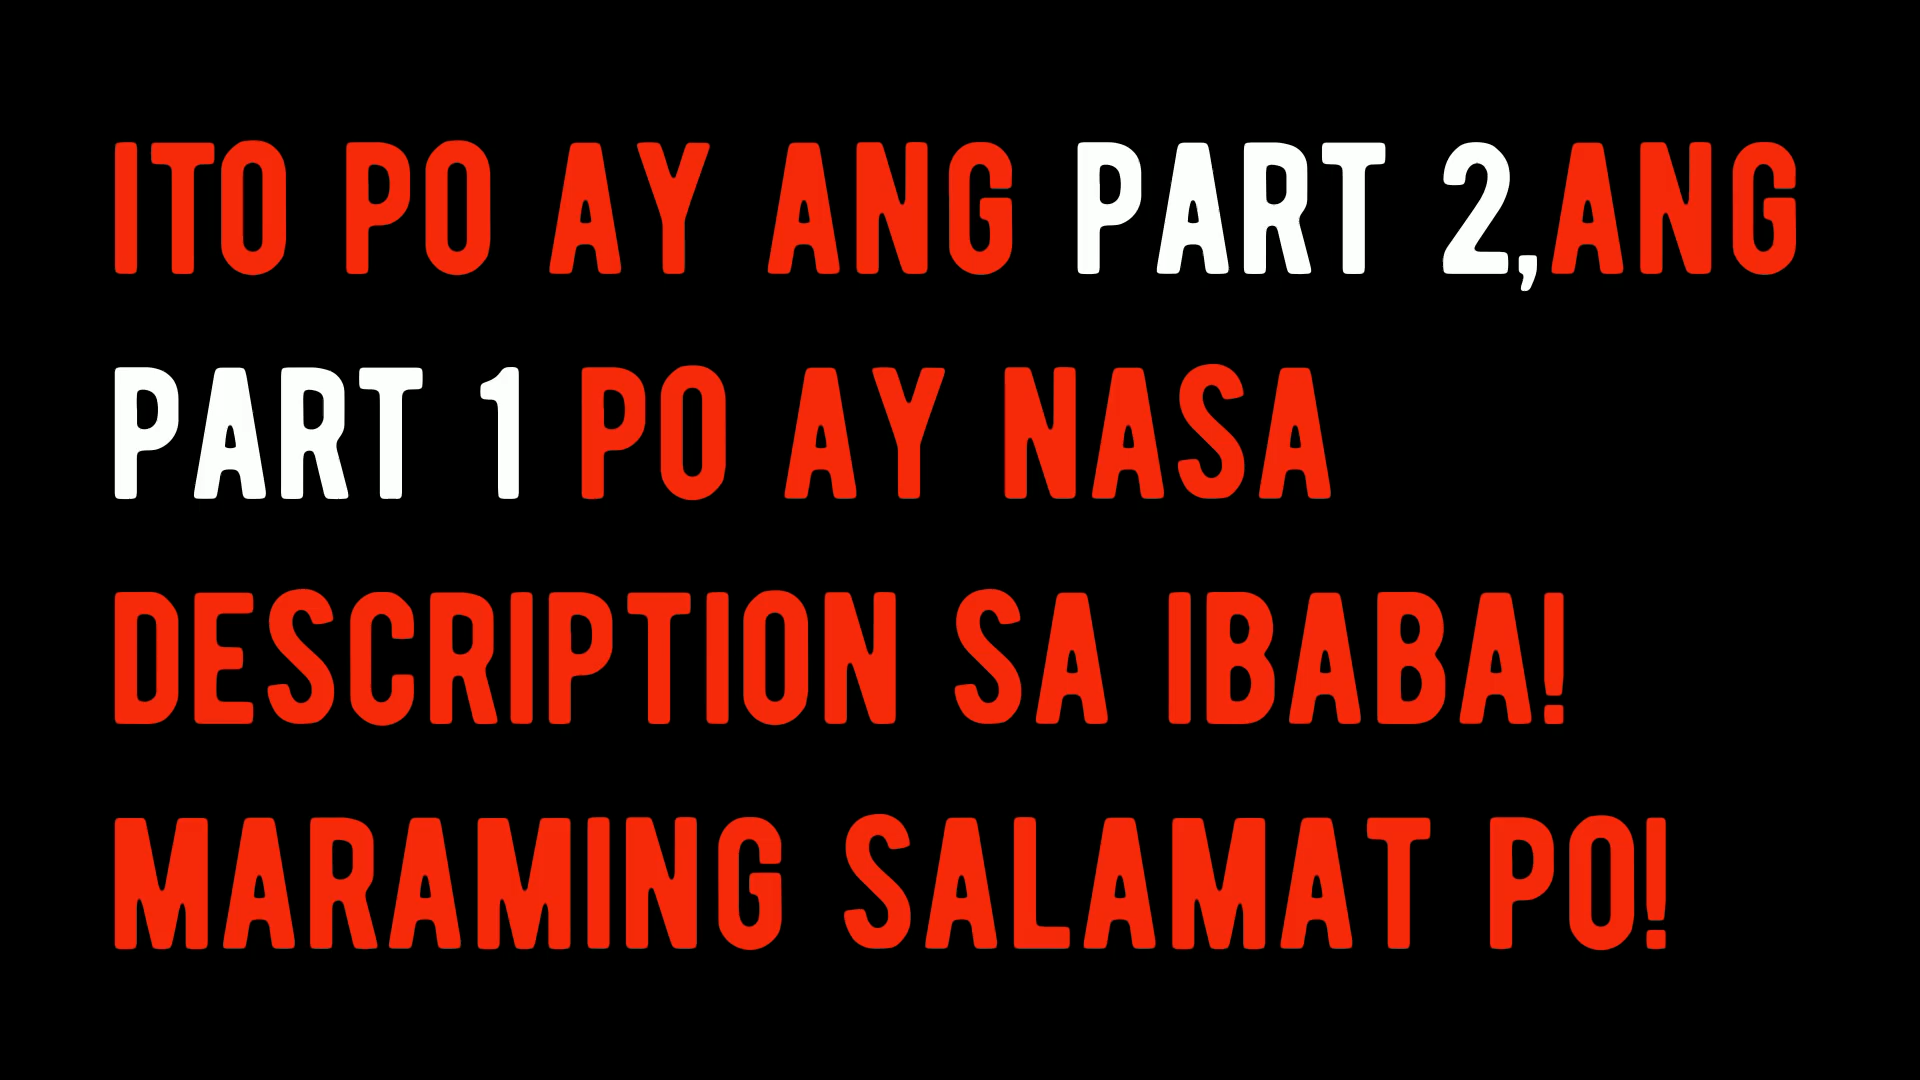 ITO PO AY ANG PART 2,ANG
PART 1 PO AY NASA
DESCRIPTION SA IBABA!
MARAMING SALAMAT PO!